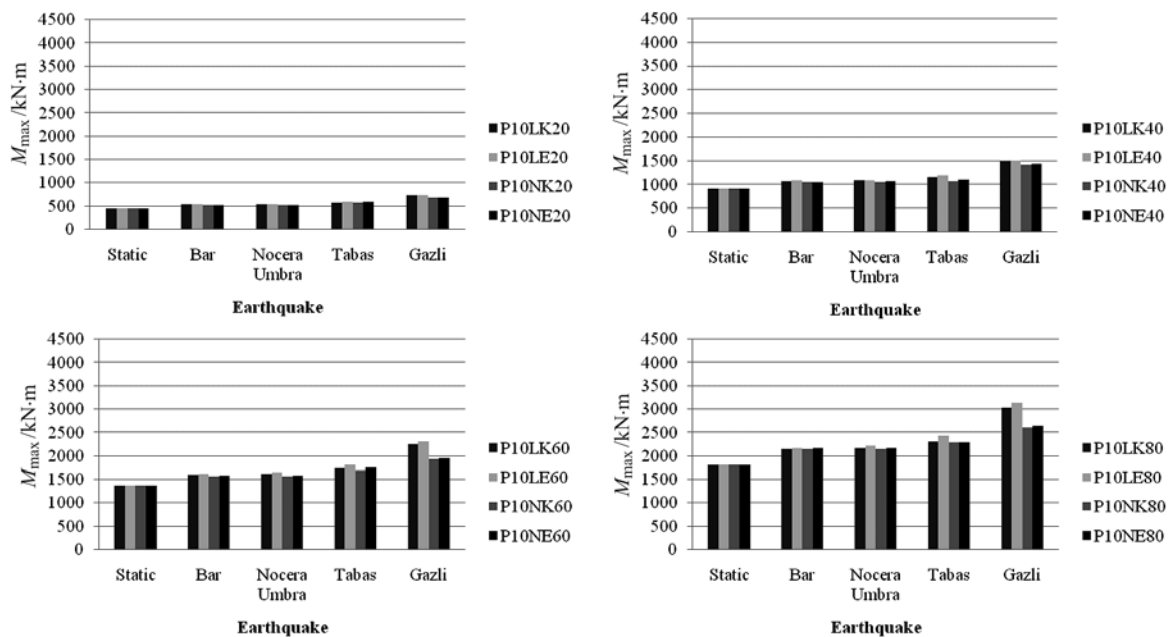 4500
4000
3500
3000
2500
2000
1500
1000
500
0
M_max /kN·m
Static Bar Nocera Umbra Tabas Gazli
Earthquake
P10LK20
P10LE20
P10NK20
P10NE20
4500
4000
3500
3000
2500
2000
1500
1000
500
0
M_max /kN·m
Static Bar Nocera Umbra Tabas Gazli
Earthquake
P10LK40
P10LE40
P10NK40
P10NE40
4500
4000
3500
3000
2500
2000
1500
1000
500
0
M_max /kN·m
Static Bar Nocera Umbra Tabas Gazli
Earthquake
P10LK60
P10LE60
P10NK60
P10NE60
4500
4000
3500
3000
2500
2000
1500
1000
500
0
M_max /kN·m
Static Bar Nocera Umbra Tabas Gazli
Earthquake
P10LK80
P10LE80
P10NK80
P10NE80